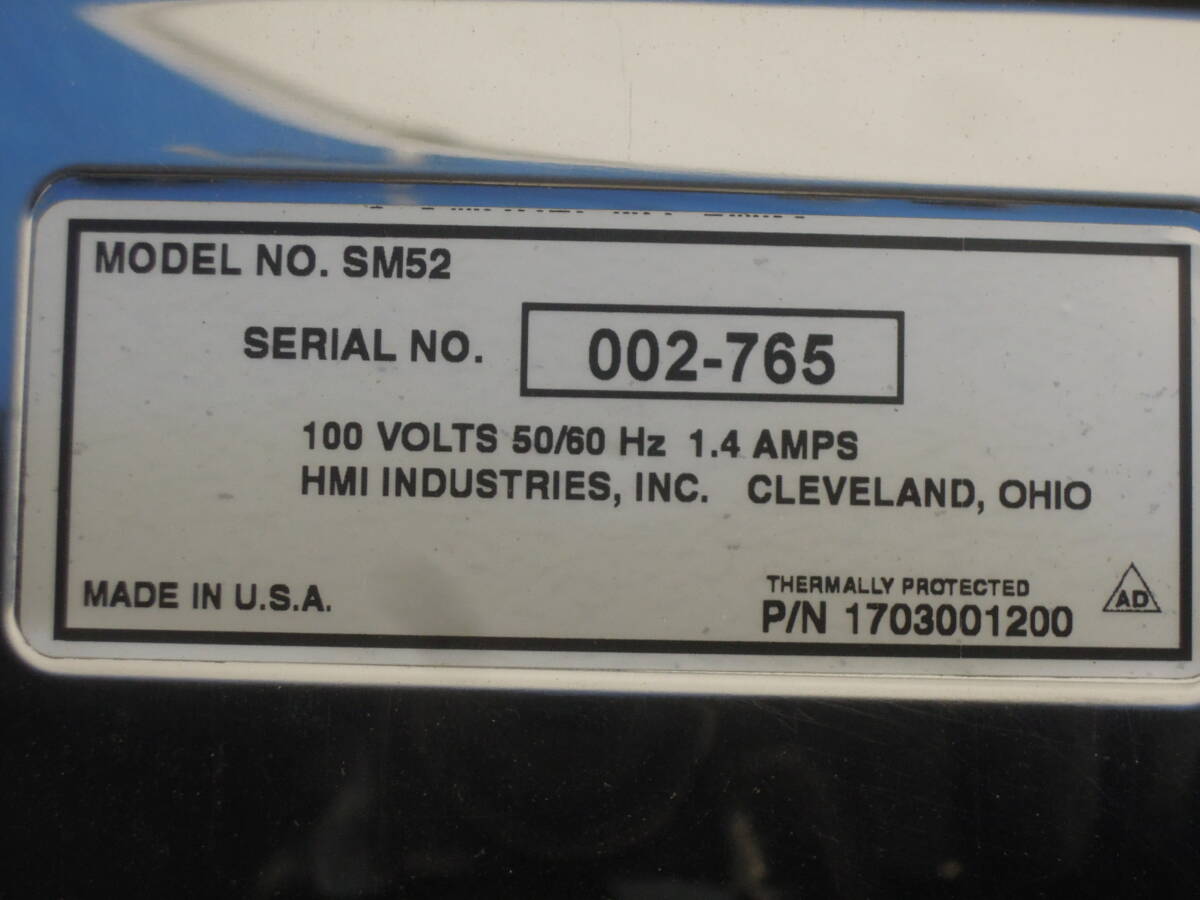 MODEL NO. SM52
SERIAL NO. 002-765
100 VOLTS 50/60 Hz 1.4 AMPS
HMI INDUSTRIES, INC. CLEVELAND, OHIO
MADE IN U.S.A.
THERMALLY PROTECTED
P/N 1703001200
AD